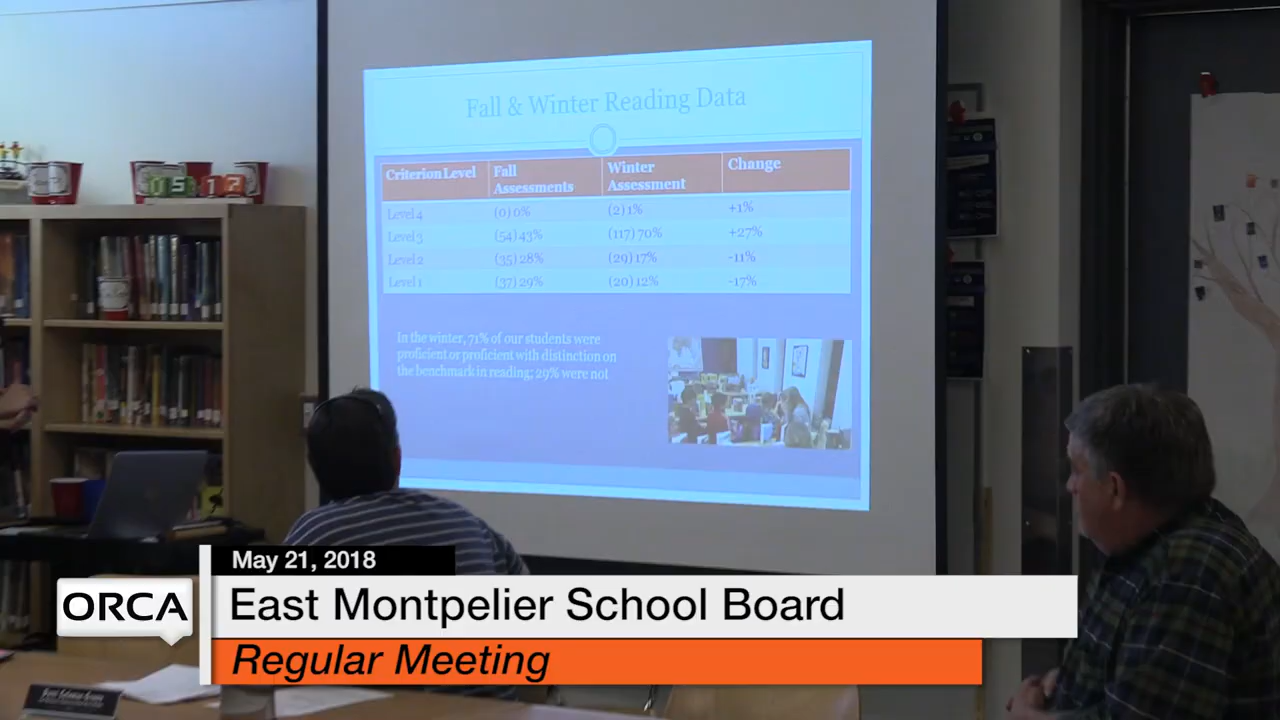 Fall & Winter Reading Data
Criterion Level Fall Assessments Winter Assessment Change
Level 4 (0) 0% (2) 1% +1%
Level 3 (54) 43% (117) 70% +27%
Level 2 (35) 28% (29) 17% -11%
Level 1 (37) 29% (20) 12% -17%
In the winter, 71% of our students were
proficient or proficient with distinction on
the benchmark in reading; 29% were not
May 21, 2018
ORCA
East Montpelier School Board
Regular Meeting